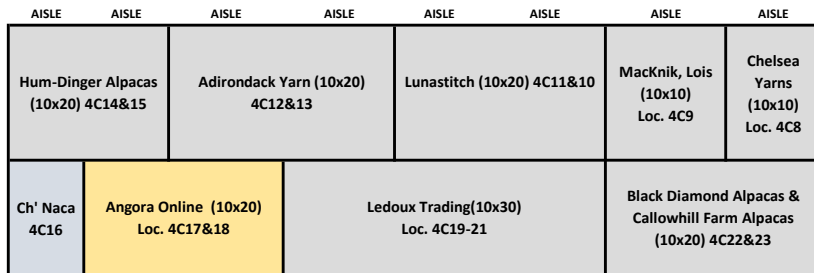 AISLE AISLE AISLE AISLE AISLE AISLE AISLE
Hum-Dinger Alpacas
(10x20) 4C14&15
Adirondack Yarn (10x20)
4C12&13
Lunastitch (10x20) 4C11&10
MacKnik, Lois
(10x10)
Loc. 4C9
Chelsea
Yarns
(10x10)
Loc. 4C8
Ch' Naca
4C16
Angora Online (10x20)
Loc. 4C17&18
Ledoux Trading(10x30)
Loc. 4C19-21
Black Diamond Alpacas &
Callowhill Farm Alpacas
(10x20) 4C22&23